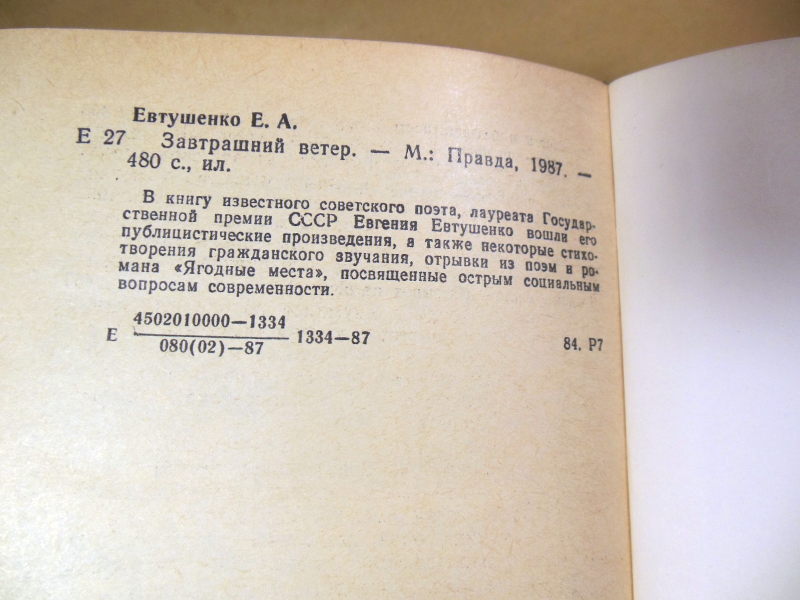 Евтушенко Е. А.
Е 27 Завтрашний ветер. — М.: Правда, 1987. —
480 с., ил.
В книгу известного советского поэта, лауреата Государ-
ственной премии СССР Евгения Евтушенко вошли его
публицистические произведения, а также некоторые стихо-
творения гражданского звучания, отрывки из поэм и ро-
мана «Ягодные места», посвященные острым социальным
вопросам современности.
4502010000—1334
Е 1334—87
080(02)—87
84. Р7